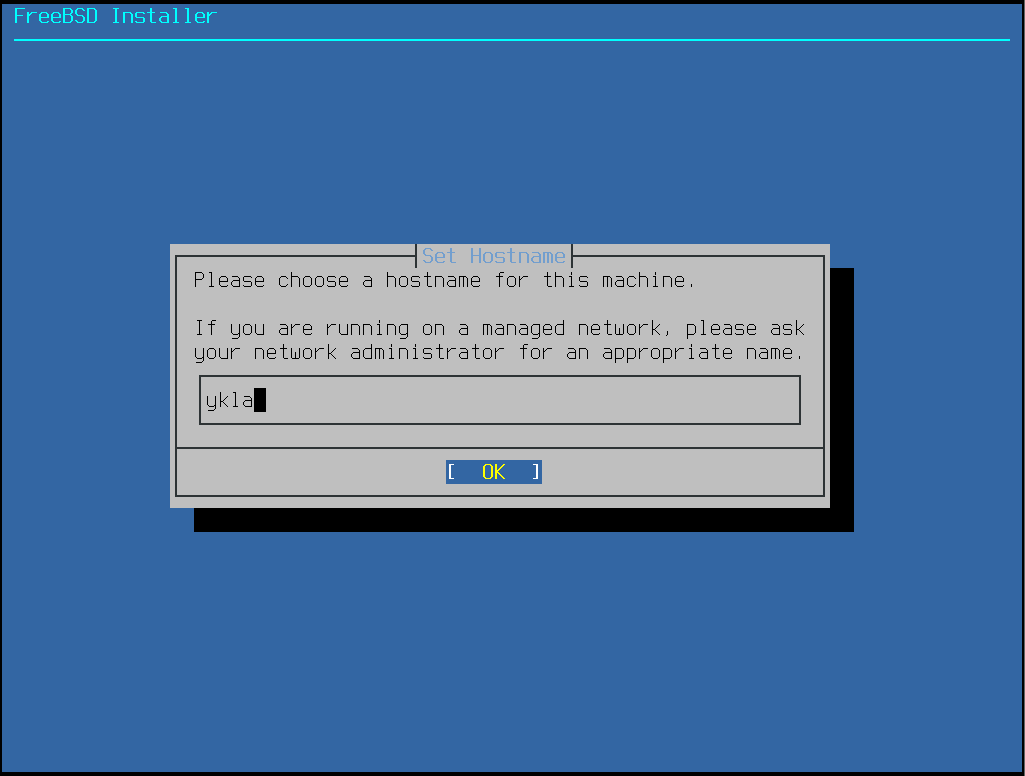 FreeBSD Installer
Set Hostname
Please choose a hostname for this machine.
If you are running on a managed network, please ask
your network administrator for an appropriate name.
ykla
[  OK  ]